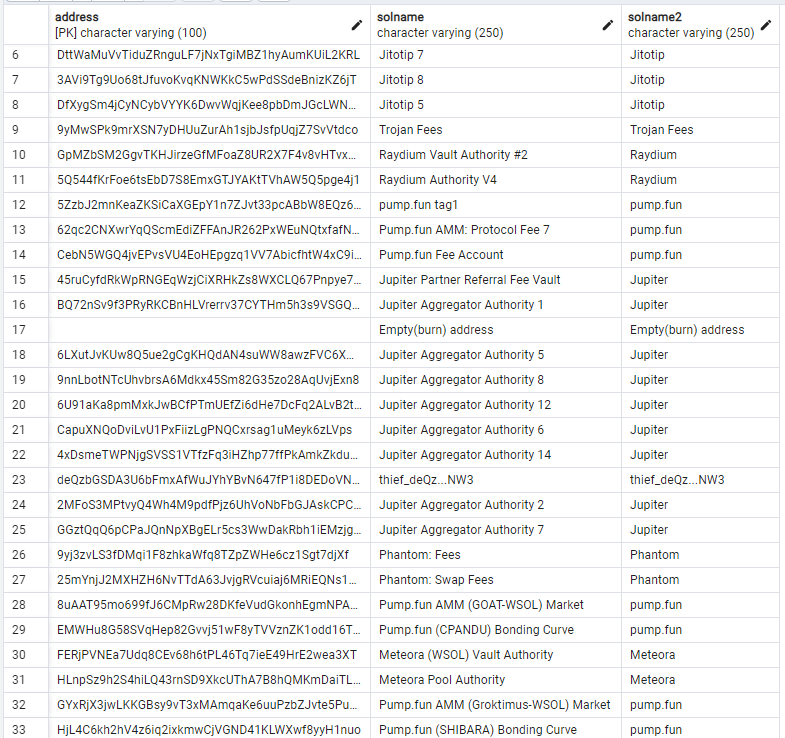 address solname solname2
[PK] character varying (100) character varying (250) character varying (250)
6 DttWaMuVvTiduZRnguLF7jNxTgiMBZ1hyAumKUiL2KRL Jitotip 7 Jitotip
7 3AVi9Tg9Uo68tJfuvoKvqKNWKkC5wPdSSdeBnizKZ6jT Jitotip 8 Jitotip
8 DfXygSm4jCyNCybVYYK6DwvWqjKee8pbDmJGcLWN... Jitotip 5 Jitotip
9 9yMwSPk9mrXSN7yDHUuZurAh1sjbJsfpUqjZ7SvVtdco Trojan Fees Trojan Fees
10 GpMZbSM2GgvTKHJirzeGfMFoaZ8UR2X7F4v8vHTvx... Raydium Vault Authority #2 Raydium
11 5Q544fKrFoe6tsEbD7S8EmxGTJYAKtTVhAW5Q5pge4j1 Raydium Authority V4 Raydium
12 5ZzbJ2mnKeaZKSiCaXGEpY1n7ZJvt33pcABbW8EQz6... pump.fun tag1 pump.fun
13 62qc2CNXwrYqQScmEdiZFFAnJR262PxWEuNQtxfafN... Pump.fun AMM: Protocol Fee 7 pump.fun
14 CebN5WGQ4jvEPvsVU4EoHEpgzq1VV7AbicfhtW4xC9i... Pump.fun Fee Account pump.fun
15 45ruCyfdRkWpRNGEqWzjCiXRHkZs8WXCLQ67Pnpye7... Jupiter Partner Referral Fee Vault Jupiter
16 BQ72nSv9f3PRyRKCBnHLVrerrv37CYTHm5h3s9VSGQ... Jupiter Aggregator Authority 1 Jupiter
17 Empty(burn) address Empty(burn) address
18 6LXutJvKUw8Q5ue2gCgKHQdAN4suWW8awzFVC6X... Jupiter Aggregator Authority 5 Jupiter
19 9nnLbotNTcUhvbrsA6Mdkx45Sm82G35zo28AqUvjExn8 Jupiter Aggregator Authority 8 Jupiter
20 6U91aKa8pmMxkJwBCfPTmUEfZi6dHe7DcFq2ALvB2t... Jupiter Aggregator Authority 12 Jupiter
21 CapuXNQoDviLvU1PxFiizLgPNQCxrsag1uMeyk6zLVps Jupiter Aggregator Authority 6 Jupiter
22 4xDsmeTWPNjgSVSS1VTfzFq3iHZhp77ffPkAmkZkdu... Jupiter Aggregator Authority 14 Jupiter
23 deQzbGSDA3U6bFmxAfWuJYhYBvN647fP1i8DEDoVN... thief_deQz...NW3 thief_deQz...NW3
24 2MFoS3MPtvyQ4Wh4M9pdfPjz6UhVoNbFbGJAskCPC... Jupiter Aggregator Authority 2 Jupiter
25 GGztQqQ6pCPaJQnNpXBgELr5cs3WwDakRbh1iEMzjg... Jupiter Aggregator Authority 7 Jupiter
26 9yj3zvLS3fDMqi1F8zhkaWfq8TZpZWHe6cz1Sgt7djXf Phantom: Fees Phantom
27 25mYnjJ2MXHZH6NvTTdA63JvjgRVcuiaj6MRiEQNs1... Phantom: Swap Fees Phantom
28 8uAAT95mo699fJ6CMpRw28DKfeVudGkonhEgmNPA... Pump.fun AMM (GOAT-WSOL) Market pump.fun
29 EMWHu8G58SVqHep82Gvvj51wF8yTVVznZK1odd16T... Pump.fun (CPANDU) Bonding Curve pump.fun
30 FERjPVNEa7Udq8CEv68h6tPL46Tq7ieE49HrE2wea3XT Meteora (WSOL) Vault Authority Meteora
31 HLnpSz9h2S4hiLQ43rnSD9XkcUThA7B8hQMKmDaiTL... Meteora Pool Authority Meteora
32 GYxRjX3jwLKKGBsy9vT3xMAmqaKe6uuPzbZJvte5Pu... Pump.fun AMM (Groktimus-WSOL) Market pump.fun
33 HjL4C6kh2hV4z6iq2ixkmwCjVGND41KLWXwf8yyH1nuo Pump.fun (SHIBARA) Bonding Curve pump.fun